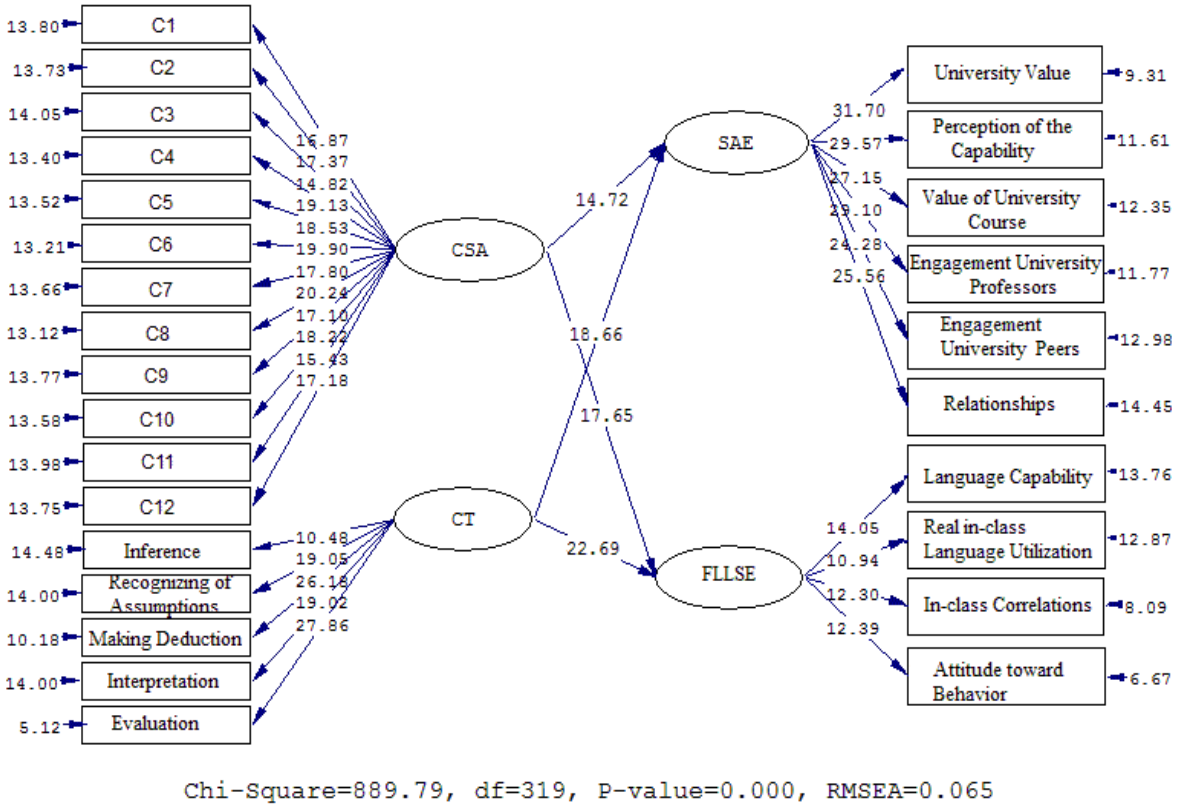 13.80
C1
13.73
C2
14.05
C3
13.40
C4
13.52
C5
13.21
C6
13.66
C7
13.12
C8
13.77
C9
13.58
C10
13.98
C11
13.75
C12
14.48
Inference
14.00
Recognizing of
Assumptions
10.18
Making Deduction
14.00
Interpretation
5.12
Evaluation
16.87
17.37
14.82
19.13
18.53
19.90
17.80
20.24
17.10
18.22
15.43
17.18
10.48
19.05
26.18
19.02
27.86
CSA
CT
14.72
18.66
17.65
22.69
SAE
FLLSE
31.70
29.57
27.15
29.10
24.28
25.56
14.05
10.94
12.30
12.39
University Value
9.31
Perception of the
Capability
11.61
Value of University
Course
12.35
Engagement University
Professors
11.77
Engagement
University Peers
12.98
Relationships
14.45
Language Capability
13.76
Real in-class
Language Utilization
12.87
In-class Correlations
8.09
Attitude toward
Behavior
6.67
Chi-Square=889.79, df=319, P-value=0.000, RMSEA=0.065